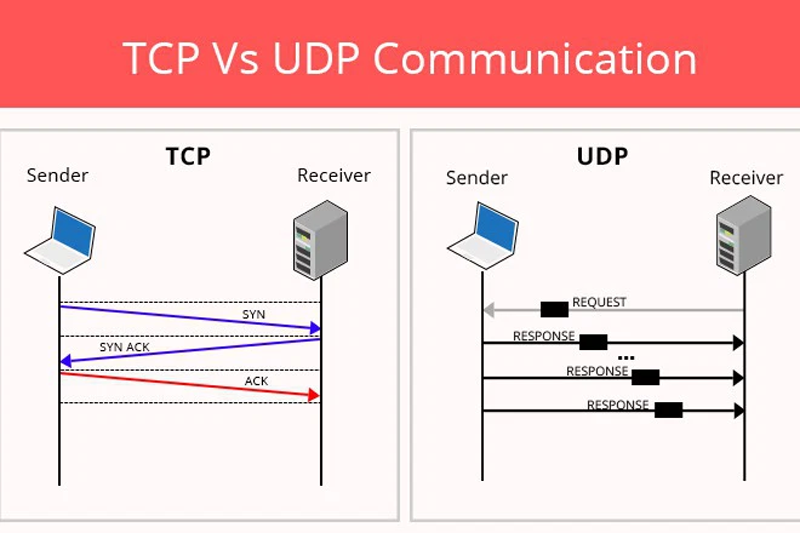 TCP Vs UDP Communication
TCP
Sender
Receiver
SYN
SYN ACK
ACK
UDP
Sender
Receiver
REQUEST
RESPONSE
...
RESPONSE
RESPONSE